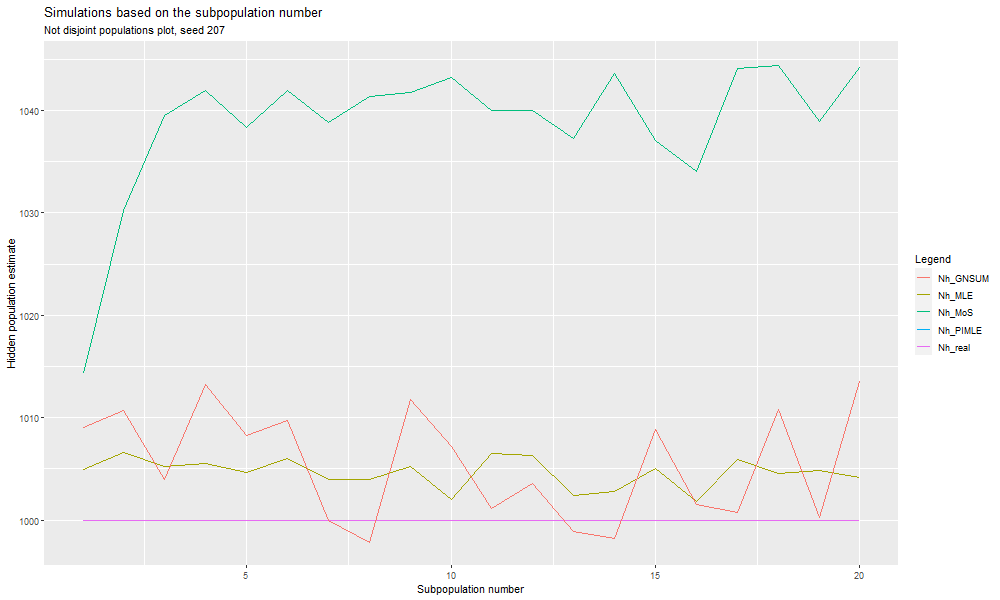 Simulations based on the subpopulation number
Not disjoint populations plot, seed 207
Hidden population estimate
1040
1030
1020
1010
1000
5
10
15
20
Subpopulation number
Legend
Nh_GNSUM
Nh_MLE
Nh_MoS
Nh_PIMLE
Nh_real